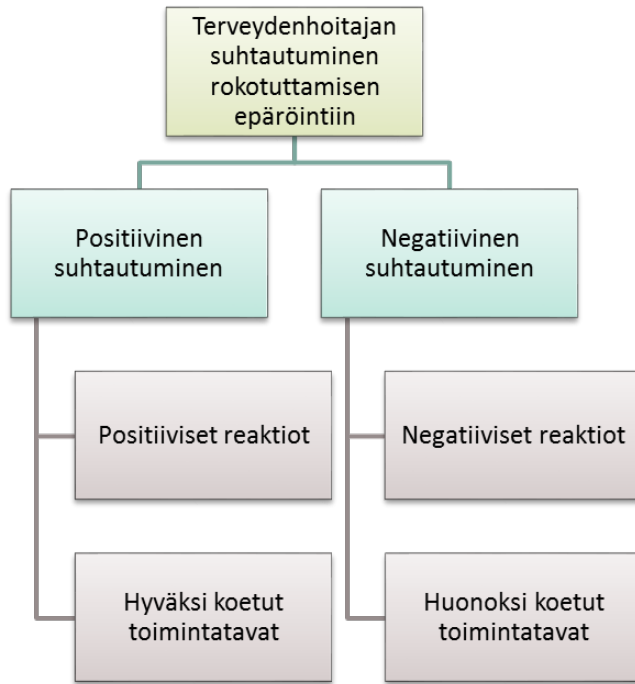 Terveydenhoitajan
suhtautuminen
rokotuttamisen
epäröintiin
Positiivinen
suhtautuminen
Negatiivinen
suhtautuminen
Positiiviset reaktiot
Negatiiviset reaktiot
Hyväksi koetut
toimintatavat
Huonoksi koetut
toimintatavat